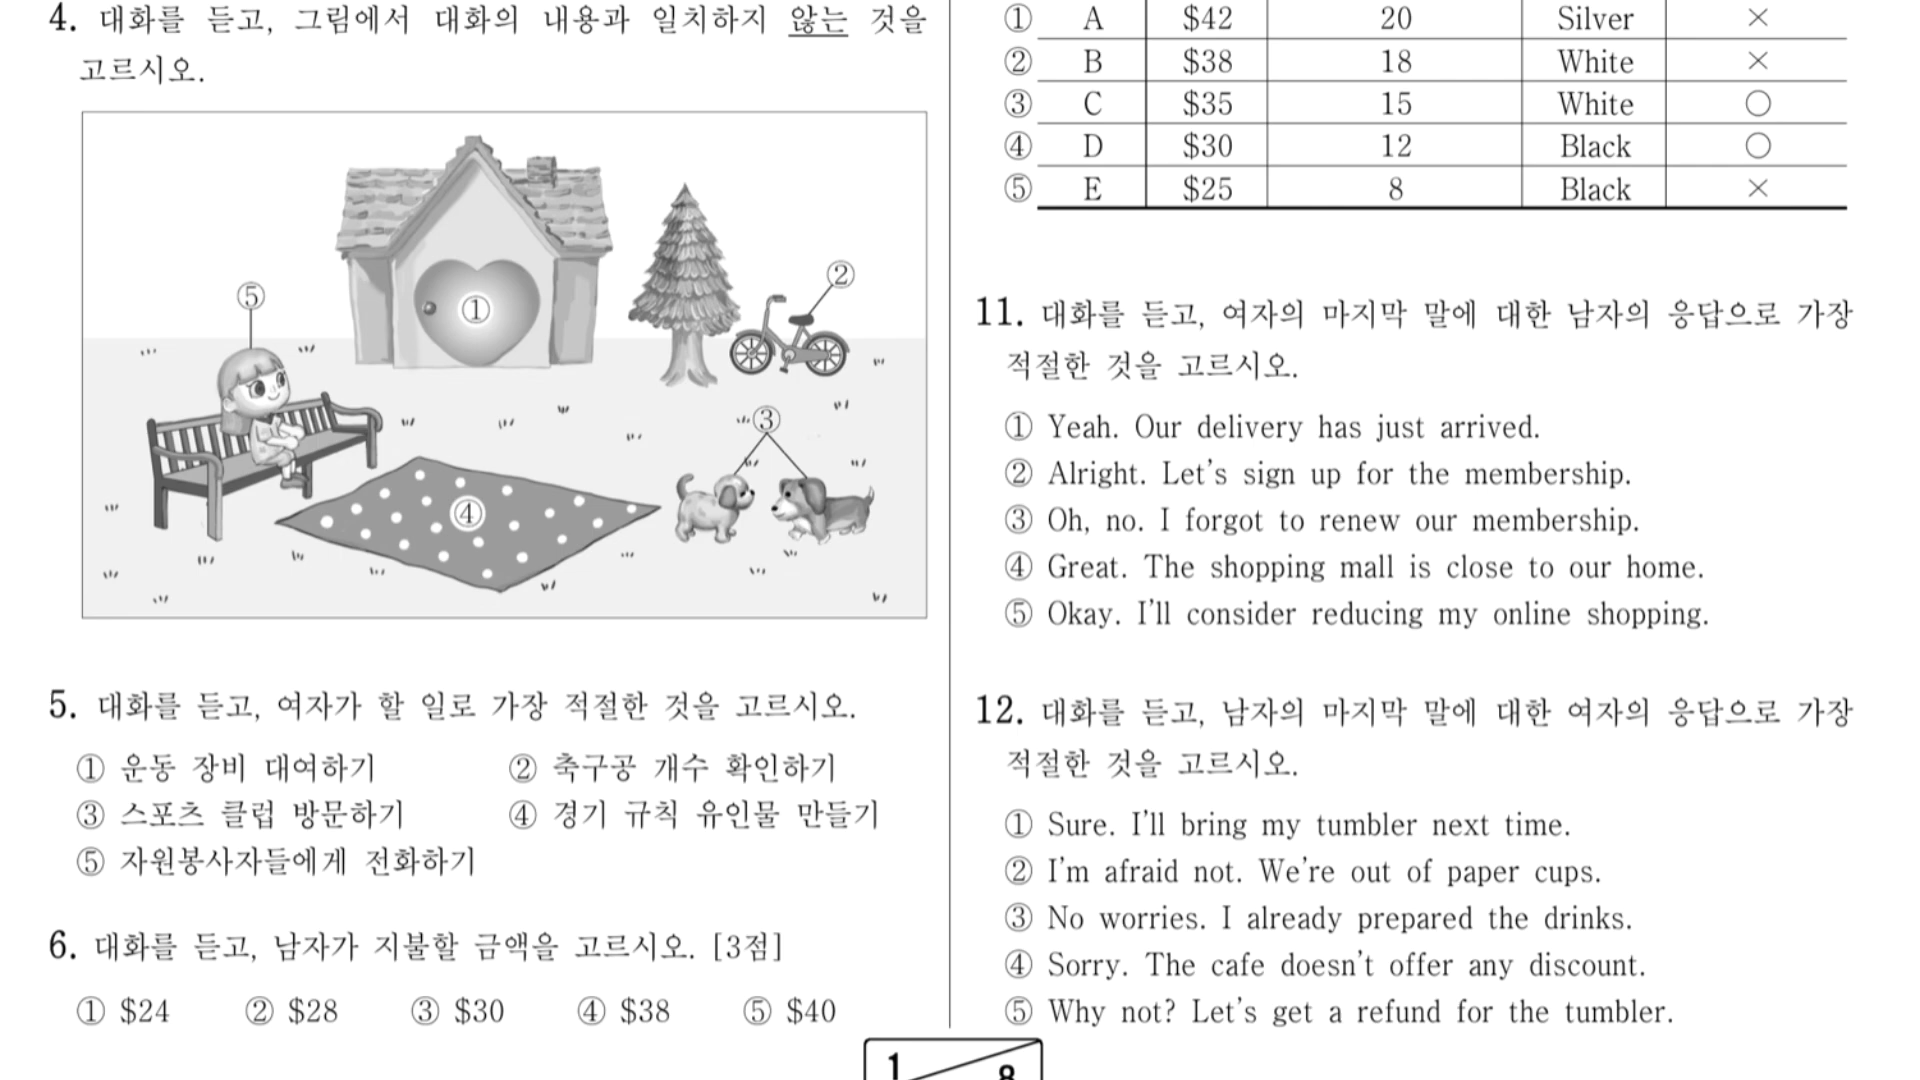 4. 대화를 듣고, 그림에서 대화의 내용과 일치하지 않는 것을
고르시오.
⑤
①
②
③
④
5. 대화를 듣고, 여자가 할 일로 가장 적절한 것을 고르시오.
① 운동 장비 대여하기 ② 축구공 개수 확인하기
③ 스포츠 클럽 방문하기 ④ 경기 규칙 유인물 만들기
⑤ 자원봉사자들에게 전화하기
6. 대화를 듣고, 남자가 지불할 금액을 고르시오. [3점]
① $24 ② $28 ③ $30 ④ $38 ⑤ $40
① A $42 20 Silver ×
② B $38 18 White ×
③ C $35 15 White ○
④ D $30 12 Black ○
⑤ E $25 8 Black ×
11. 대화를 듣고, 여자의 마지막 말에 대한 남자의 응답으로 가장
적절한 것을 고르시오.
① Yeah. Our delivery has just arrived.
② Alright. Let's sign up for the membership.
③ Oh, no. I forgot to renew our membership.
④ Great. The shopping mall is close to our home.
⑤ Okay. I'll consider reducing my online shopping.
12. 대화를 듣고, 남자의 마지막 말에 대한 여자의 응답으로 가장
적절한 것을 고르시오.
① Sure. I'll bring my tumbler next time.
② I'm afraid not. We're out of paper cups.
③ No worries. I already prepared the drinks.
④ Sorry. The cafe doesn't offer any discount.
⑤ Why not? Let's get a refund for the tumbler.
1 8